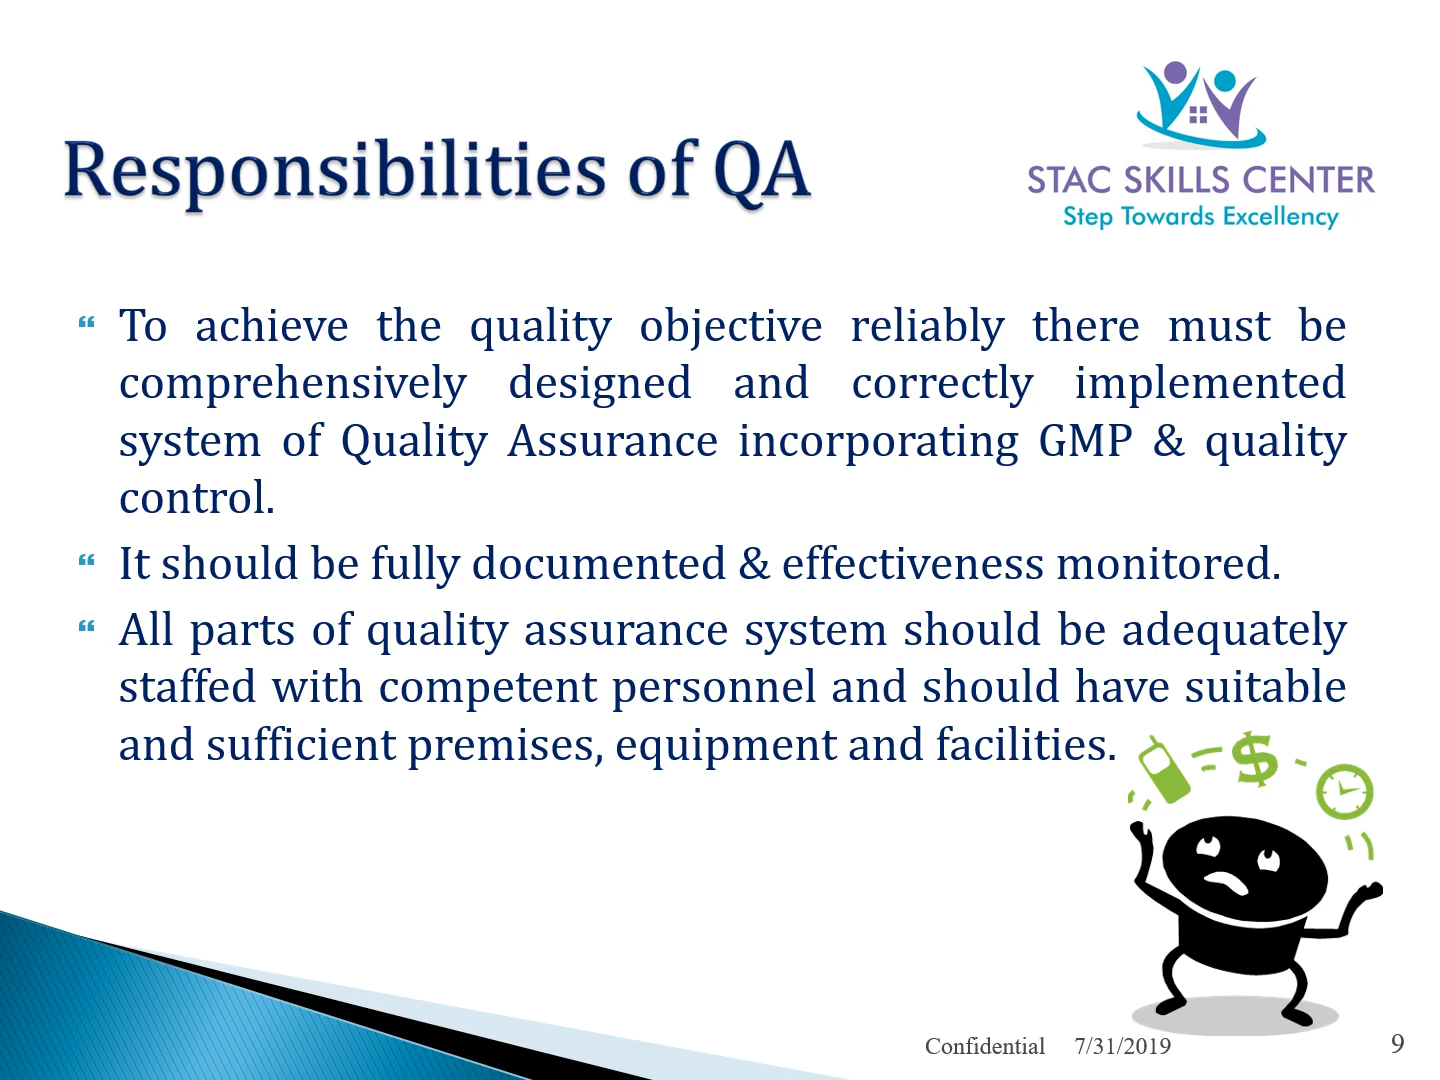 Responsibilities of QA
STAC SKILLS CENTER
Step Towards Excellency
To achieve the quality objective reliably there must be
comprehensively designed and correctly implemented
system of Quality Assurance incorporating GMP & quality
control.
It should be fully documented & effectiveness monitored.
All parts of quality assurance system should be adequately
staffed with competent personnel and should have suitable
and sufficient premises, equipment and facilities.
$
Confidential 7/31/2019 9